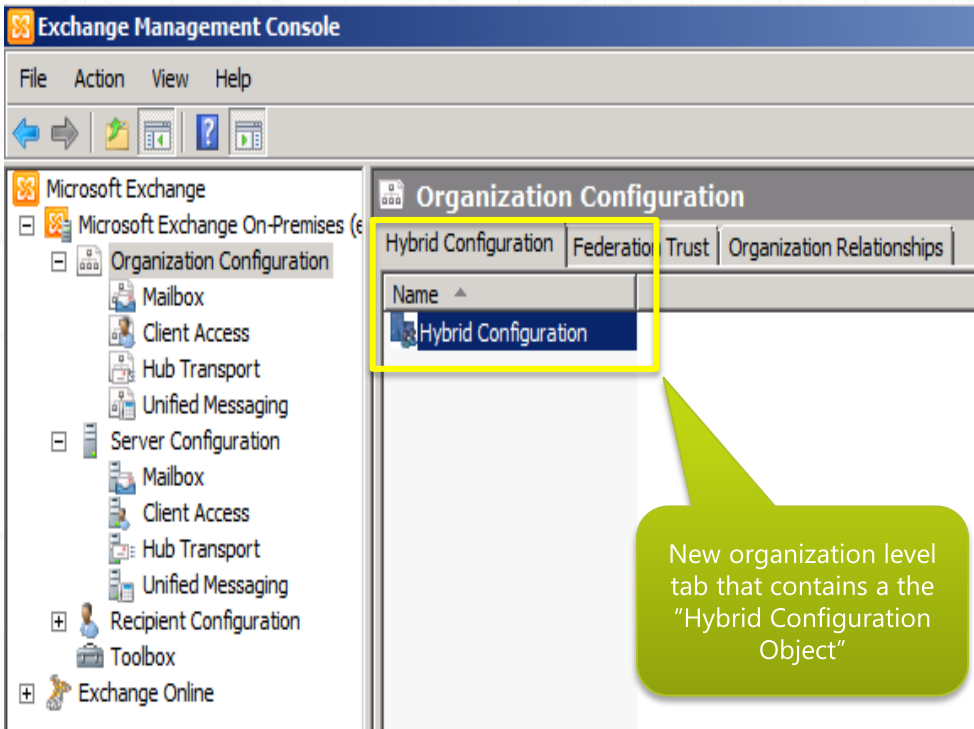 Exchange Management Console
File Action View Help
Microsoft Exchange
Microsoft Exchange On-Premises (e
Organization Configuration
Mailbox
Client Access
Hub Transport
Unified Messaging
Server Configuration
Mailbox
Client Access
Hub Transport
Unified Messaging
Recipient Configuration
Toolbox
Exchange Online
Organization Configuration
Hybrid Configuration Federation Trust Organization Relationships
Name
Hybrid Configuration
New organization level
tab that contains a the
“Hybrid Configuration
Object”